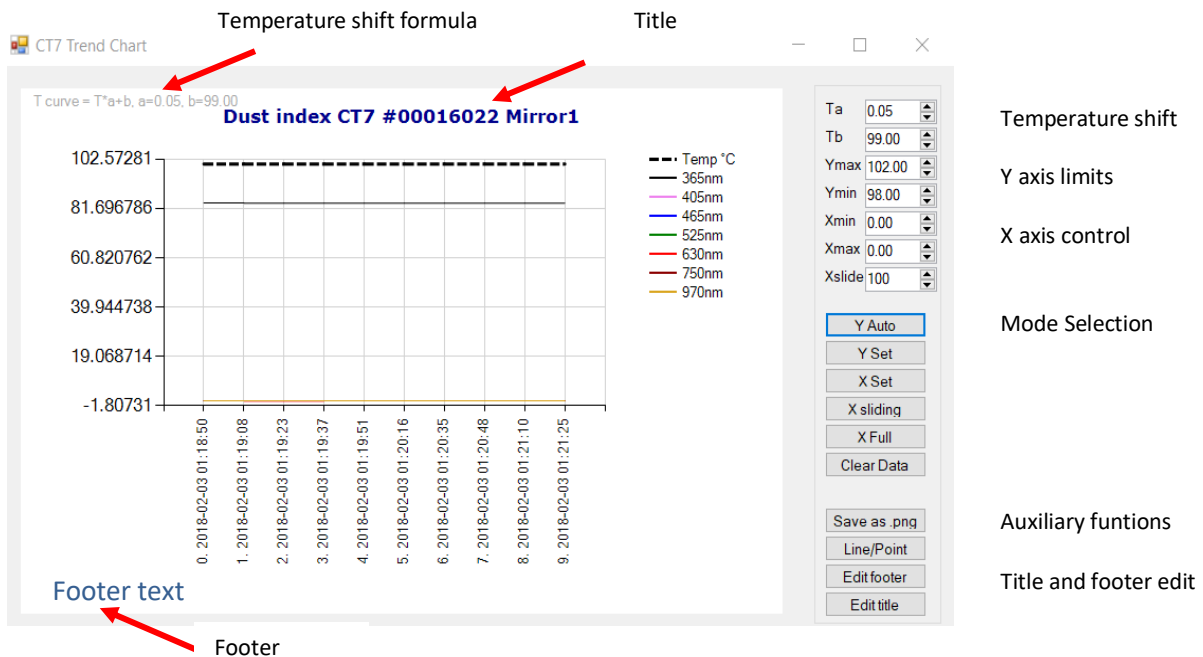 Temperature shift formula
Title
CT7 Trend Chart
T curve = T*a+b, a=0.05, b=99.00
Dust index CT7 #00016022 Mirror1
102.57281
81.696786
60.820762
39.944738
19.068714
-1.80731
0. 2018-02-03 01:18:50
1. 2018-02-03 01:19:08
2. 2018-02-03 01:19:23
3. 2018-02-03 01:19:37
4. 2018-02-03 01:19:51
5. 2018-02-03 01:20:16
6. 2018-02-03 01:20:35
7. 2018-02-03 01:20:48
8. 2018-02-03 01:21:10
9. 2018-02-03 01:21:25
Temp °C
365nm
405nm
465nm
525nm
630nm
750nm
970nm
Ta 0.05
Tb 99.00
Ymax 102.00
Ymin 98.00
Xmin 0.00
Xmax 0.00
Xslide 100
Y Auto
Y Set
X Set
X sliding
X Full
Clear Data
Save as .png
Line/Point
Edit footer
Edit title
Temperature shift
Y axis limits
X axis control
Mode Selection
Auxiliary funtions
Title and footer edit
Footer text
Footer